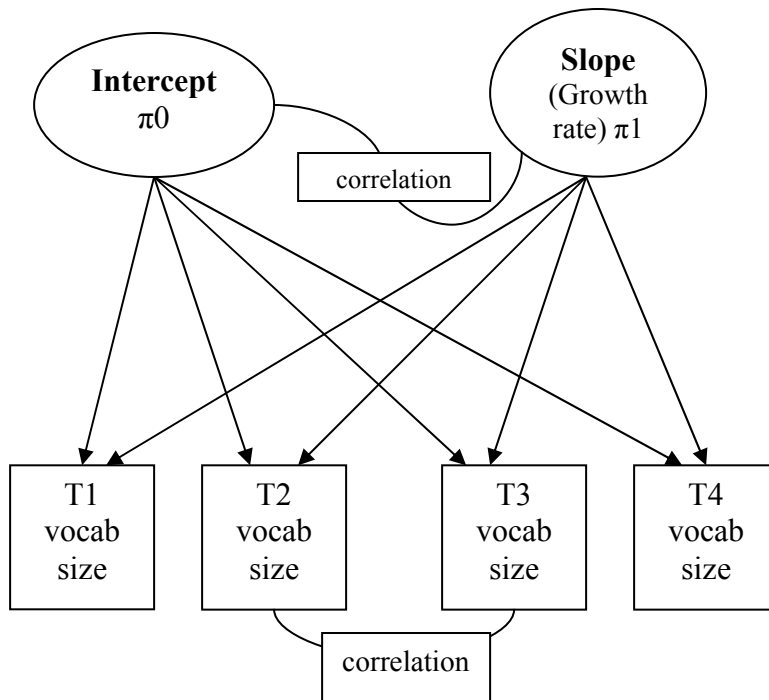 Intercept
π0
Slope
(Growth
rate) π1
correlation
T1
vocab
size
T2
vocab
size
T3
vocab
size
T4
vocab
size
correlation